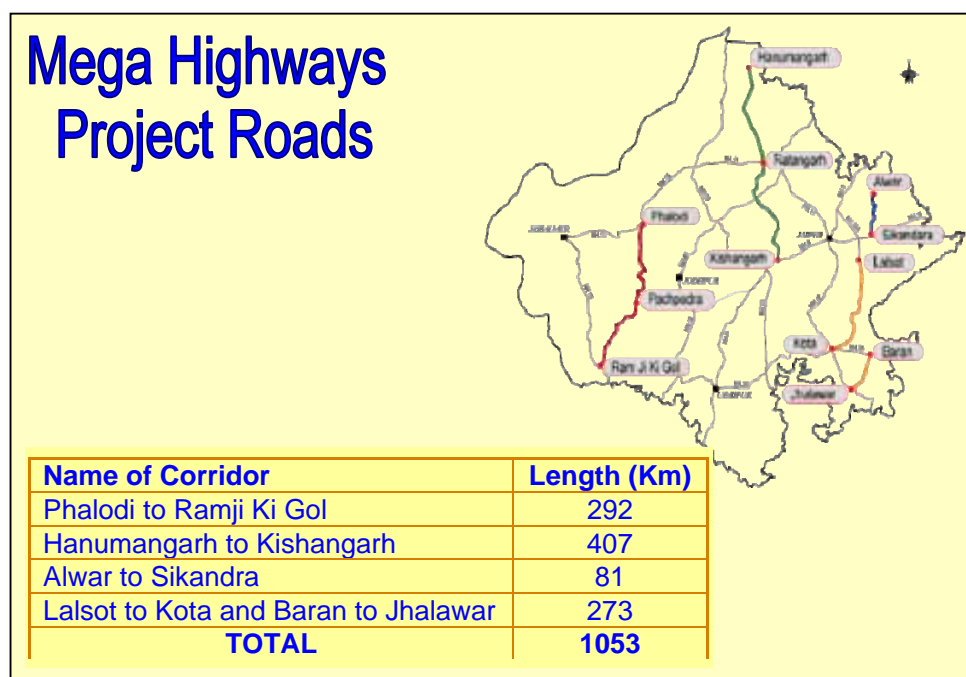 Mega Highways
Project Roads
Hanumangarh
Ratangarh
Alwar
Phalodi
Sikandara
Kishangarh
Lalsot
Pachpadra
Kota
Baran
Ram Ji Ki Gol
Jhalawar
Name of Corridor Length (Km)
Phalodi to Ramji Ki Gol 292
Hanumangarh to Kishangarh 407
Alwar to Sikandra 81
Lalsot to Kota and Baran to Jhalawar 273
TOTAL 1053